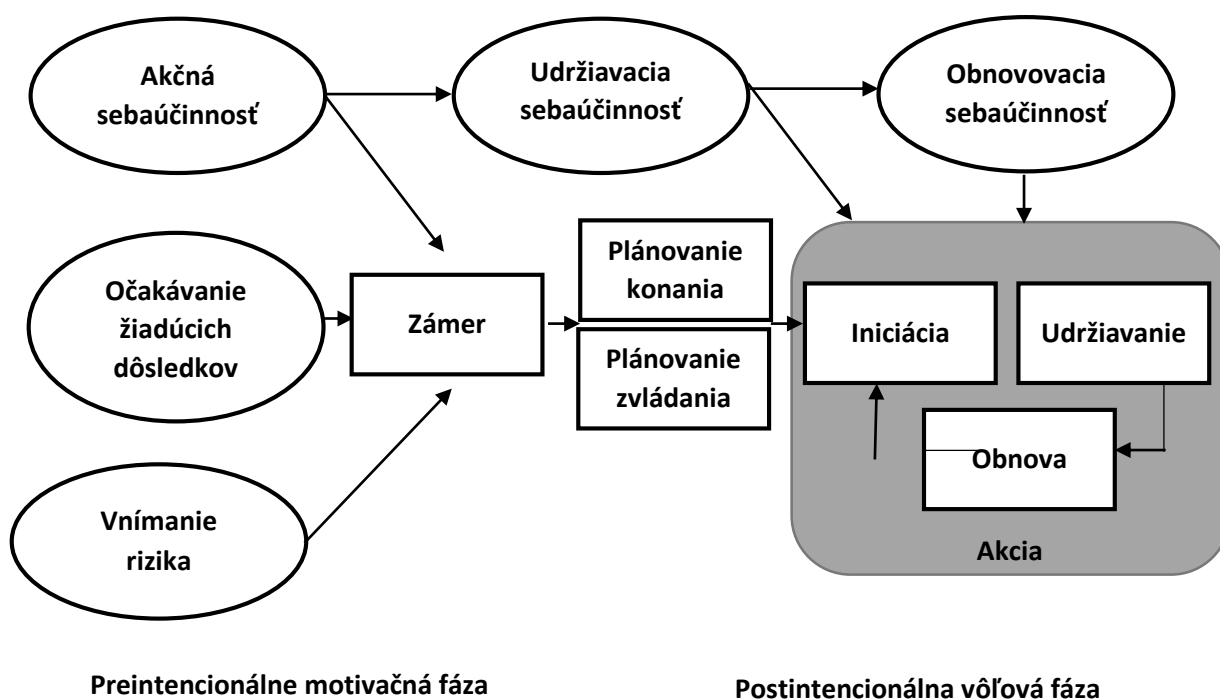 Akčná
sebaúčinnosť
Udržiavacia
sebaúčinnosť
Obnovovacia
sebaúčinnosť
Očakávanie
žiadúcich
dôsledkov
Zámer
Plánovanie
konania
Plánovanie
zvládania
Iniciácia
Udržiavanie
Obnova
Akcia
Vnímanie
rizika
Preintencionálne motivačná fáza
Postintencionálna vôľová fáza